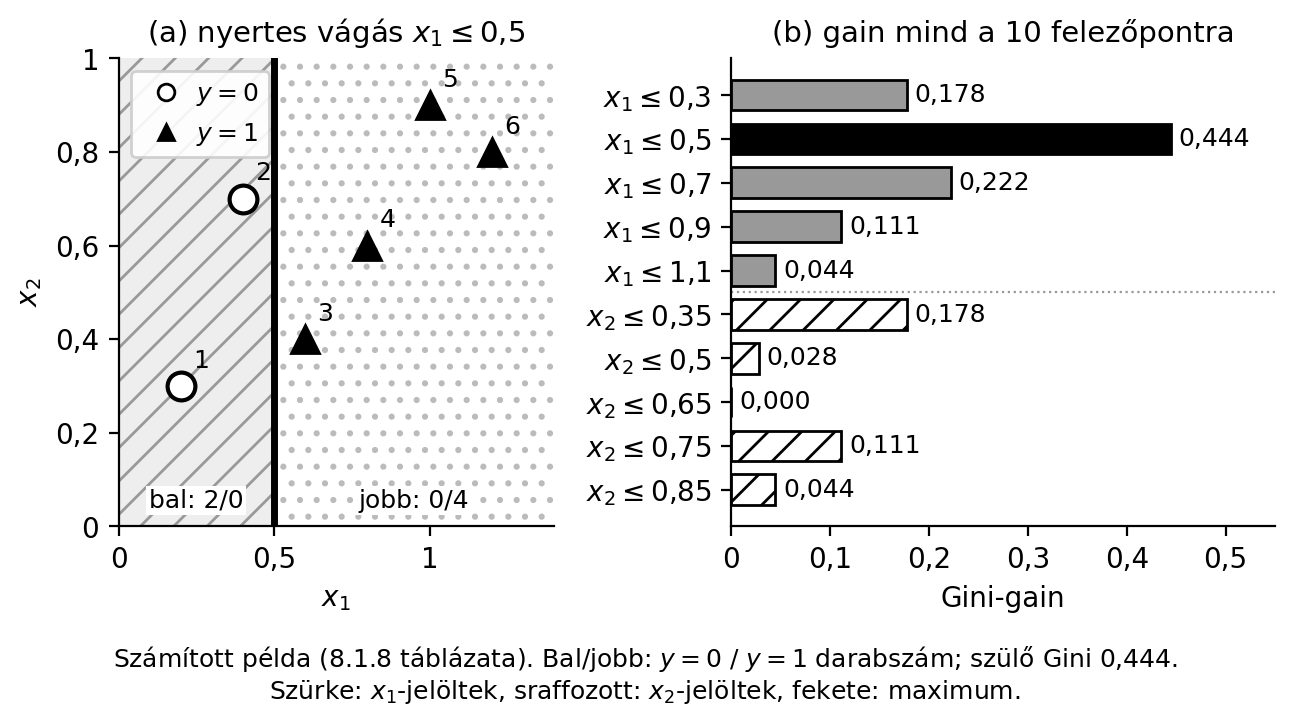 (a) nyertes vágás x₁ ≤ 0,5
y = 0
y = 1
1
0,8
0,6
0,4
0,2
0
x₂
5
6
2
4
3
1
bal: 2/0
jobb: 0/4
0
0,5
1
x₁
(b) gain mind a 10 felezőpontra
x₁ ≤ 0,3
0,178
x₁ ≤ 0,5
0,444
x₁ ≤ 0,7
0,222
x₁ ≤ 0,9
0,111
x₁ ≤ 1,1
0,044
x₂ ≤ 0,35
0,178
x₂ ≤ 0,5
0,028
x₂ ≤ 0,65
0,000
x₂ ≤ 0,75
0,111
x₂ ≤ 0,85
0,044
0
0,1
0,2
0,3
0,4
0,5
Gini-gain
Számított példa (8.1.8 táblázata). Bal/jobb: y = 0 / y = 1 darabszám; szülő Gini 0,444.
Szürke: x₁-jelöltek, sraffozott: x₂-jelöltek, fekete: maximum.